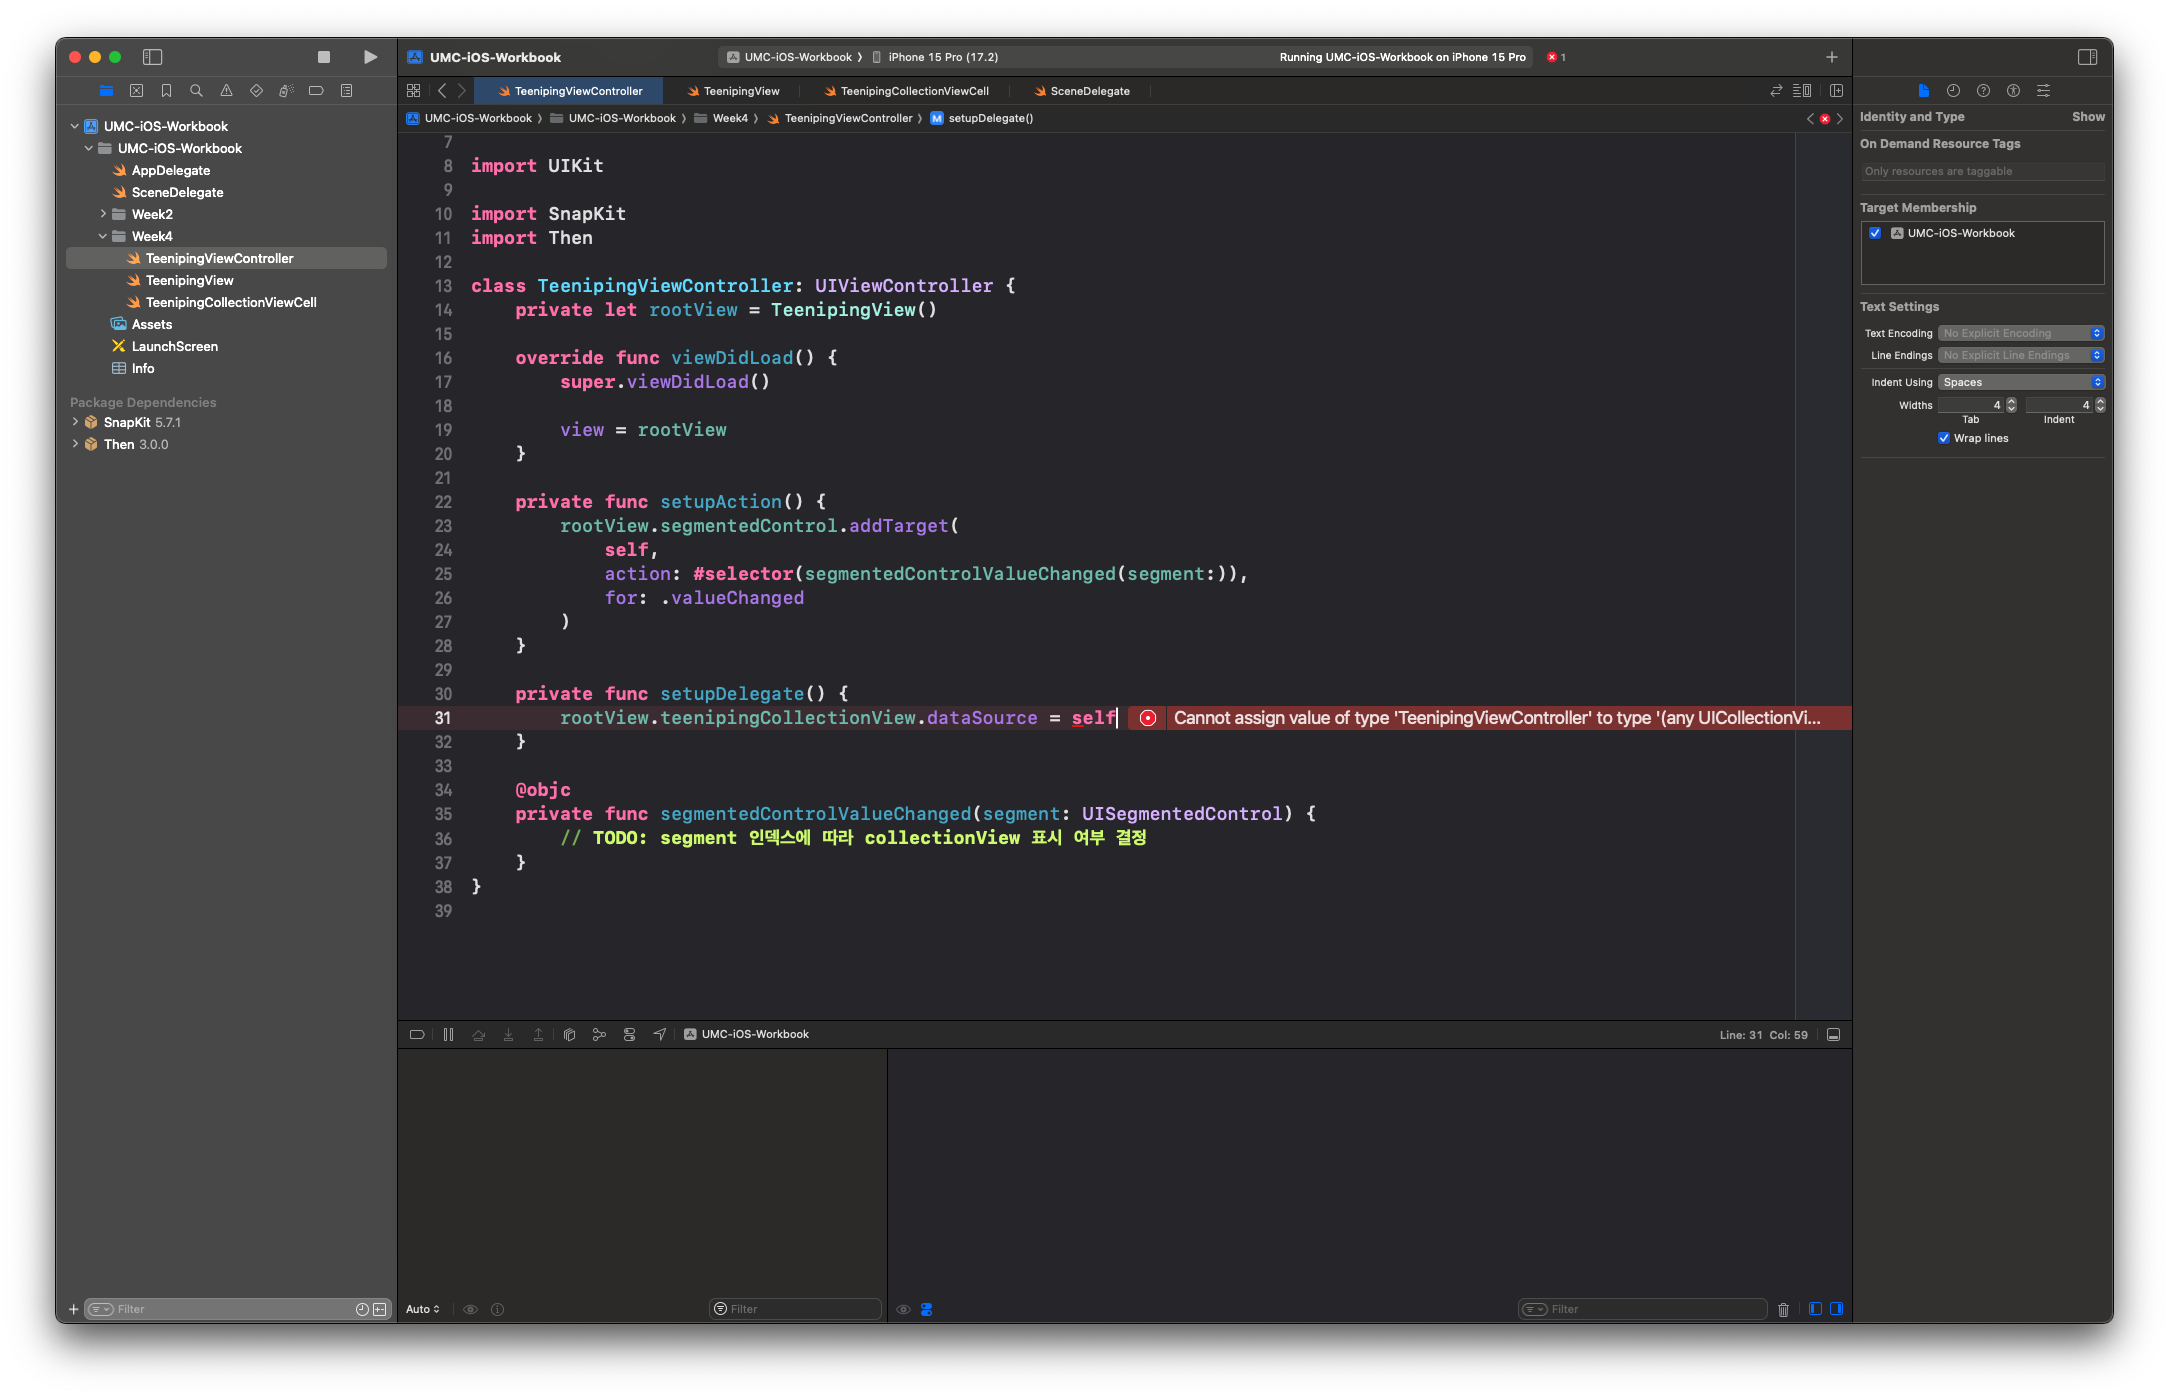 UMC-iOS-Workbook
UMC-iOS-Workbook
iPhone 15 Pro (17.2)
Running UMC-iOS-Workbook on iPhone 15 Pro
1
TeenipingViewController
TeenipingView
TeenipingCollectionViewCell
SceneDelegate
UMC-iOS-Workbook
UMC-iOS-Workbook
Week4
TeenipingViewController
M setupDelegate()
UMC-iOS-Workbook
UMC-iOS-Workbook
AppDelegate
SceneDelegate
Week2
Week4
TeenipingViewController
TeenipingView
TeenipingCollectionViewCell
Assets
LaunchScreen
Info
Package Dependencies
SnapKit 5.7.1
Then 3.0.0
Filter
7
8 import UIKit
9
10 import SnapKit
11 import Then
12
13 class TeenipingViewController: UIViewController {
14 private let rootView = TeenipingView()
15
16 override func viewDidLoad() {
17 super.viewDidLoad()
18
19 view = rootView
20 }
21
22 private func setupAction() {
23 rootView.segmentedControl.addTarget(
24 self,
25 action: #selector(segmentedControlValueChanged(segment:)),
26 for: .valueChanged
27 )
28 }
29
30 private func setupDelegate() {
31 rootView.teenipingCollectionView.dataSource = self Cannot assign value of type 'TeenipingViewController' to type '(any UICollectionVi...
32 }
33
34 @objc
35 private func segmentedControlValueChanged(segment: UISegmentedControl) {
36 // TODO: segment 인덱스에 따라 collectionView 표시 여부 결정
37 }
38 }
39
UMC-iOS-Workbook
Line: 31 Col: 59
Auto
Filter
Filter
Identity and Type Show
On Demand Resource Tags
Only resources are taggable
Target Membership
UMC-iOS-Workbook
Text Settings
Text Encoding No Explicit Encoding
Line Endings No Explicit Line Endings
Indent Using Spaces
Widths 4 4
Tab Indent
Wrap lines